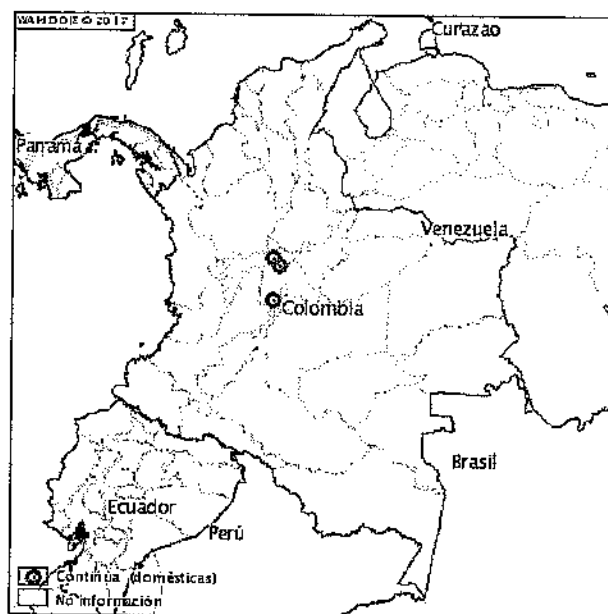 WAHID OIE © 2017
Curazao
Panamá
Venezuela
Colombia
Brasil
Ecuador
Perú
Continúa (domésticas)
No información